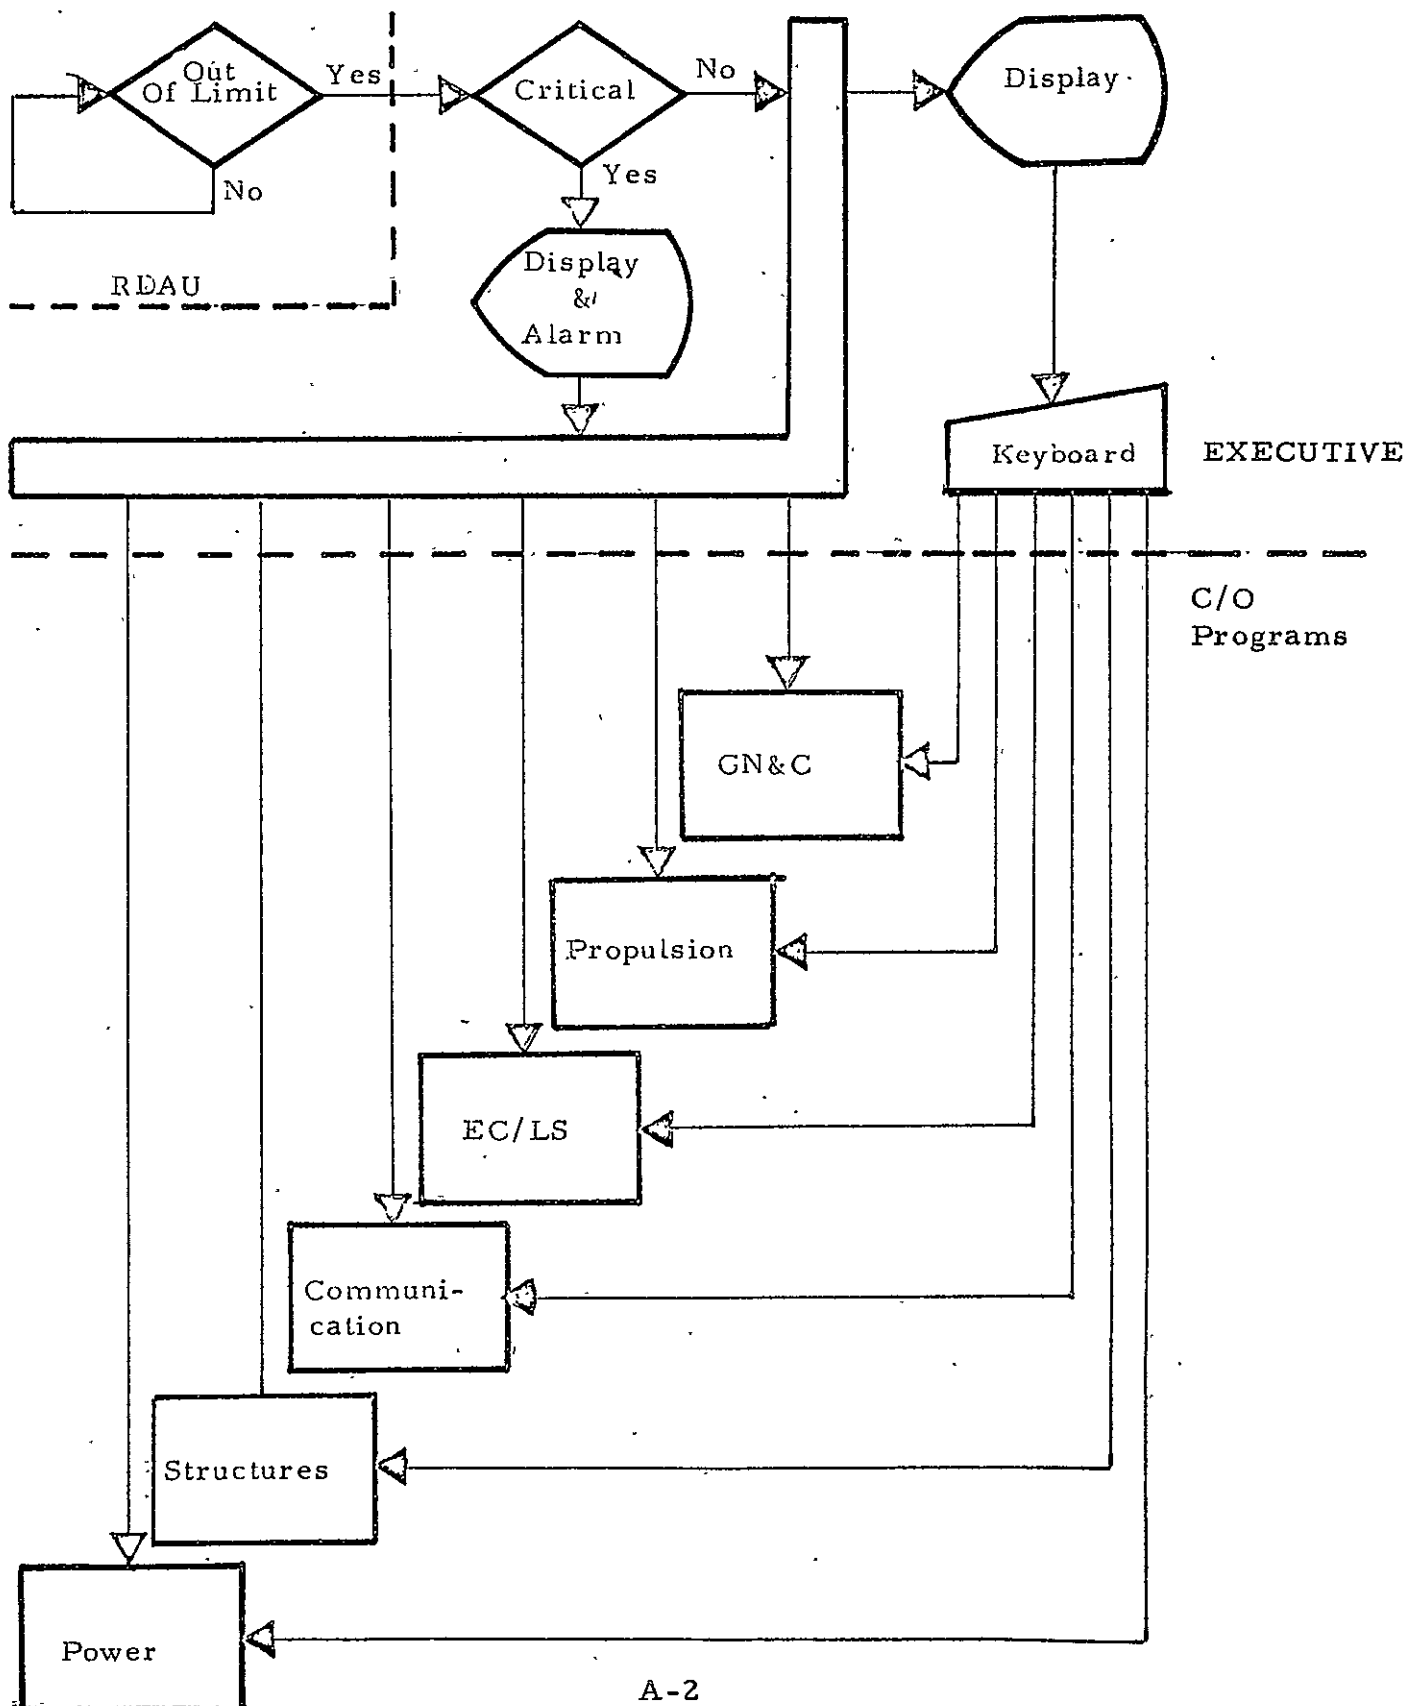 Out
Of Limit
Yes
No
RDAU
Critical
No
Yes
Display
&
Alarm
Display
Keyboard
EXECUTIVE
C/O
Programs
GN&C
Propulsion
EC/LS
Communi-
cation
Structures
Power
A-2